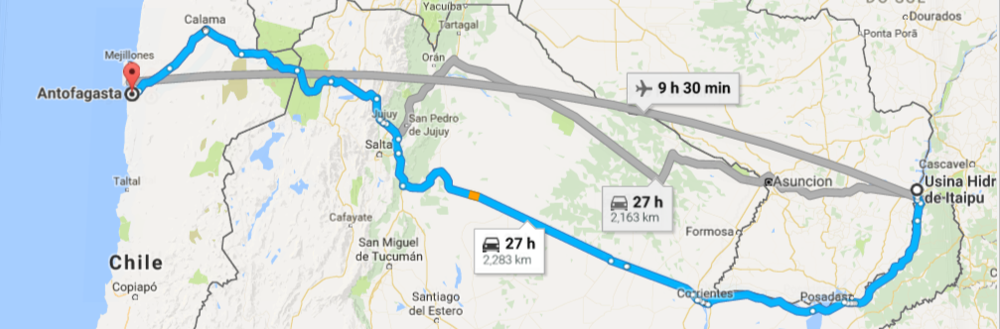 Yacuíba
DO SUL
Dourados
Calama
Tartagal
Ponta Porã
Mejillones
Orán
9 h 30 min
Antofagasta
Jujuy
San Pedro
de Jujuy
Salta
Cascavel
Taltal
Asuncion
Usina Hidr
de Itaipu
27 h
2,163 km
Cafayate
Formosa
San Miguel
de Tucumán
27 h
2,283 km
Chile
Copiapó
Santiago
del Estero
Corrientes
Posadas